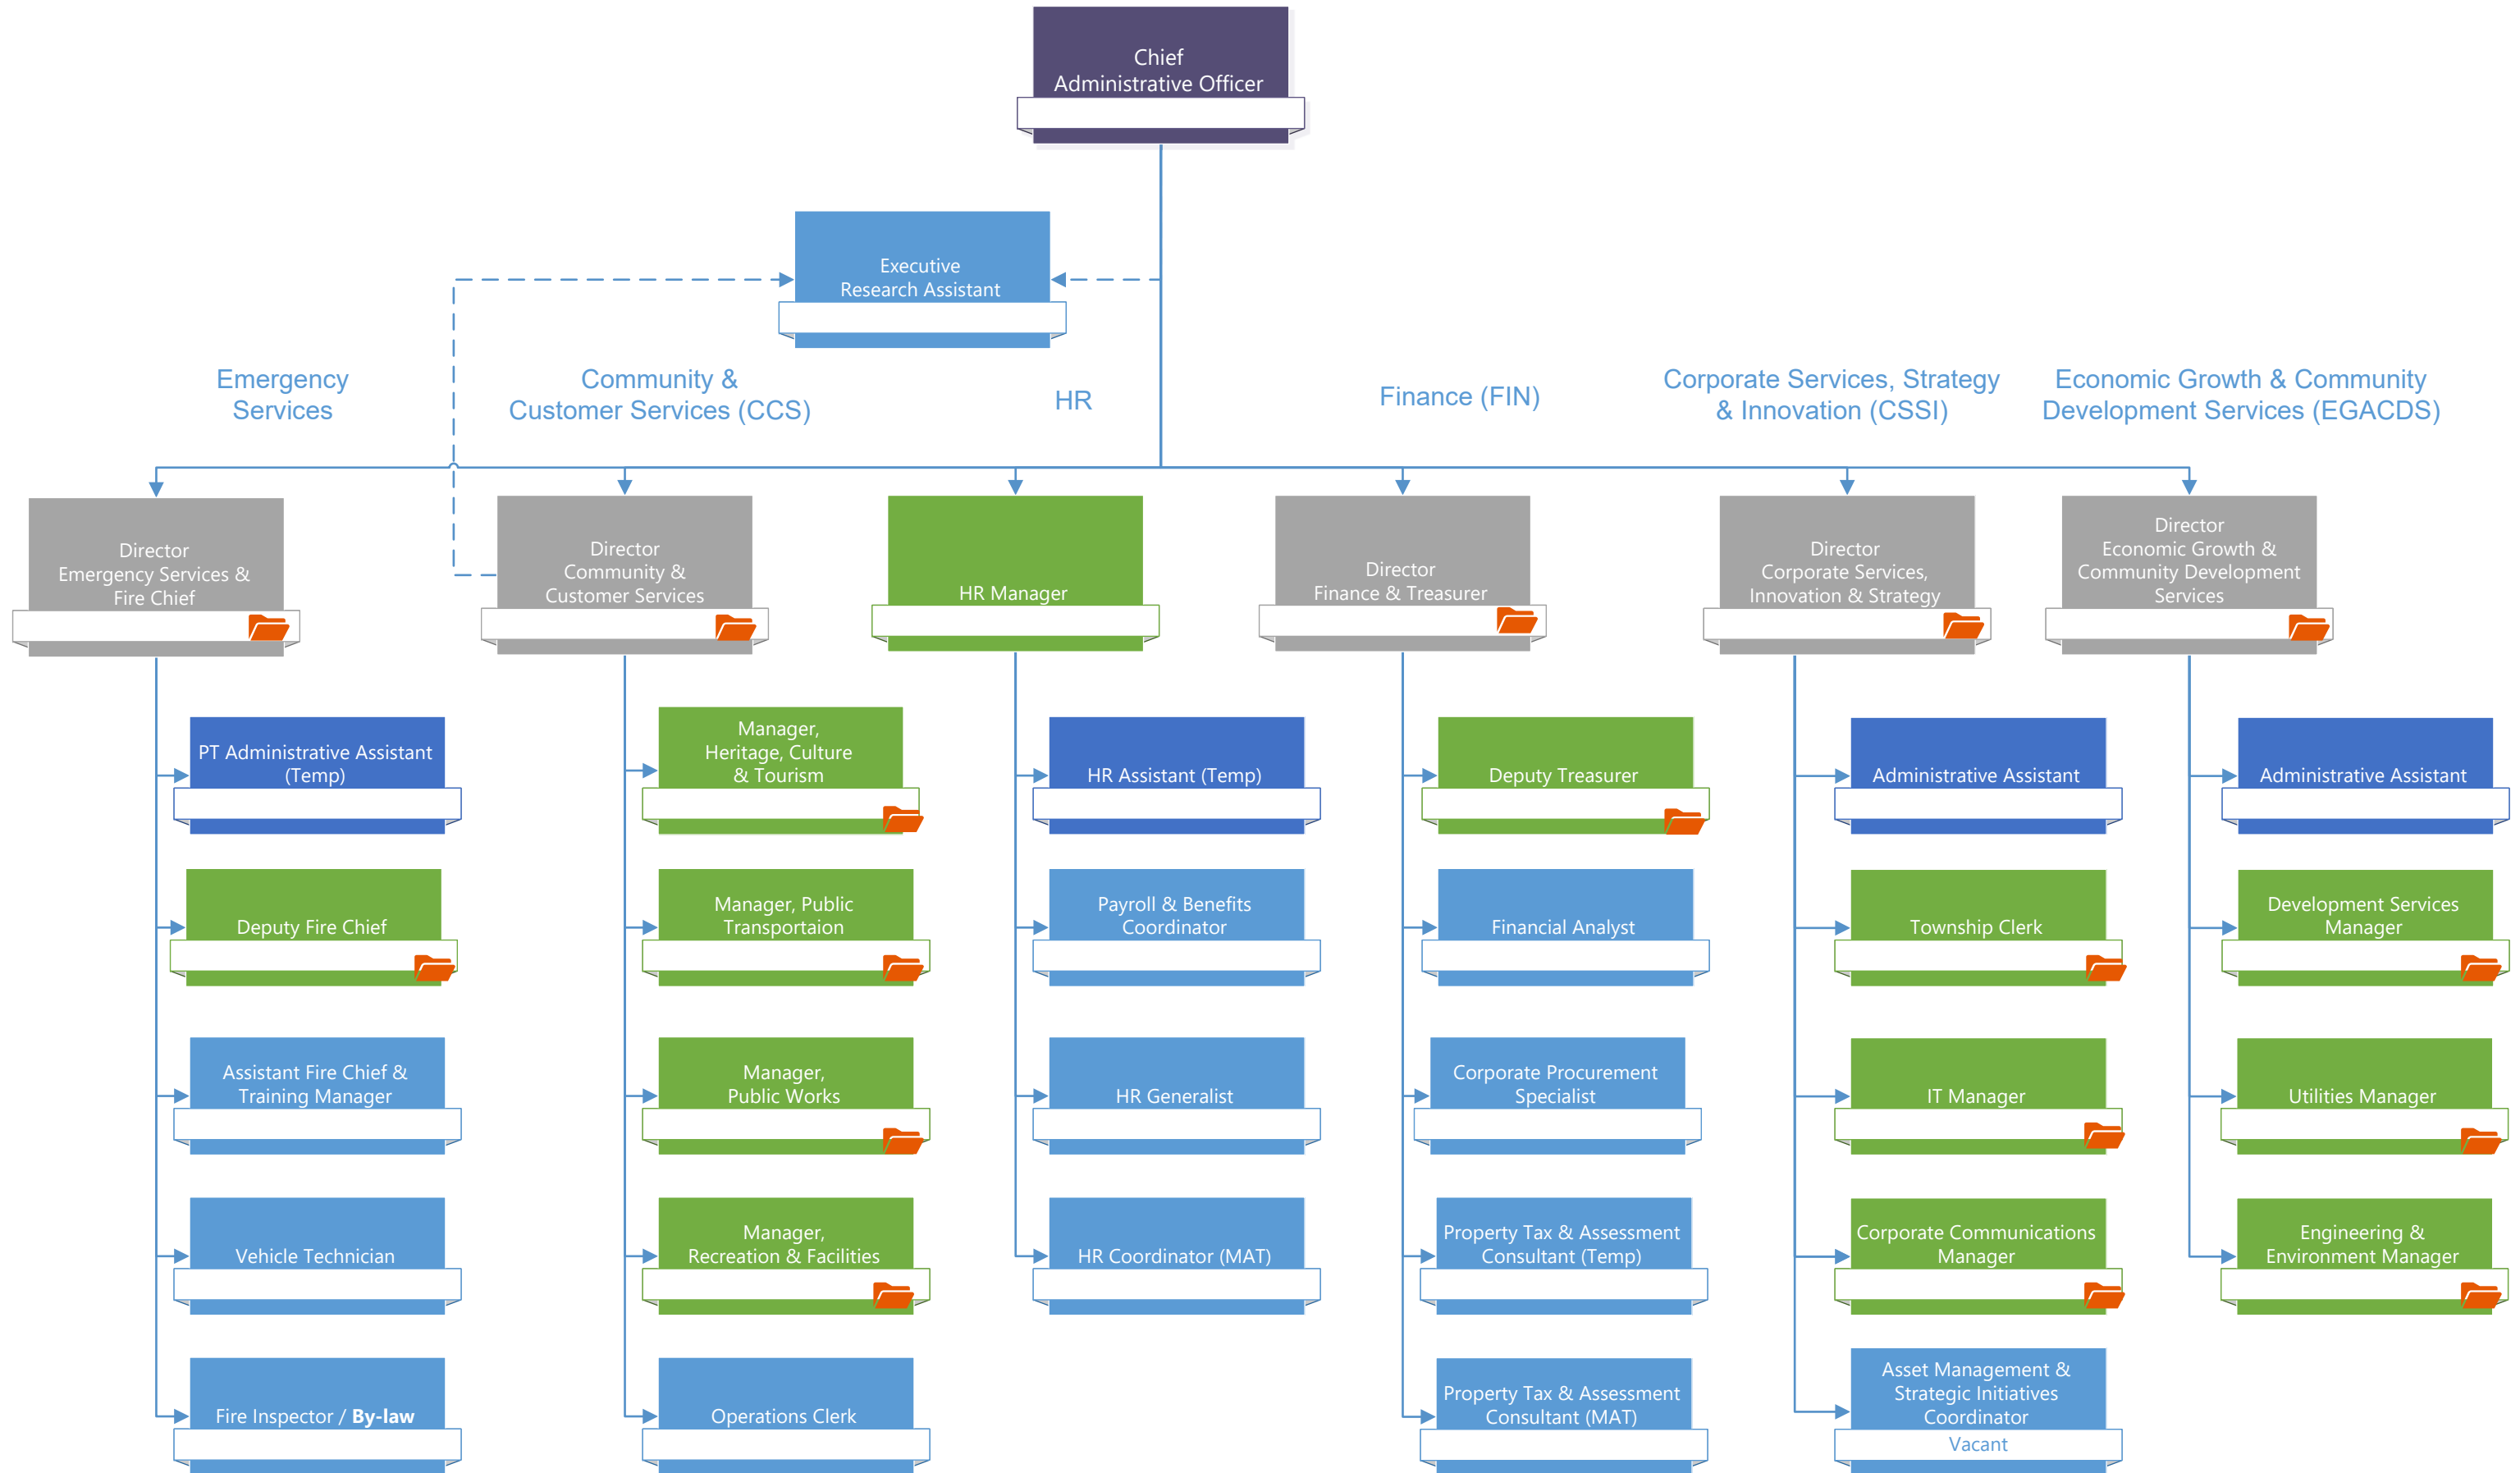 Chief
Administrative Officer
Executive
Research Assistant
Emergency
Services
Community &
Customer Services (CCS)
HR
Finance (FIN)
Corporate Services, Strategy
& Innovation (CSSI)
Economic Growth & Community
Development Services (EGACDS)
Director
Emergency Services &
Fire Chief
Director
Community &
Customer Services
HR Manager
Director
Finance & Treasurer
Director
Corporate Services,
Innovation & Strategy
Director
Economic Growth &
Community Development
Services
PT Administrative Assistant
(Temp)
Manager,
Heritage, Culture
& Tourism
HR Assistant (Temp)
Deputy Treasurer
Administrative Assistant
Administrative Assistant
Deputy Fire Chief
Manager, Public
Transportaion
Payroll & Benefits
Coordinator
Financial Analyst
Township Clerk
Development Services
Manager
Assistant Fire Chief &
Training Manager
Manager,
Public Works
HR Generalist
Corporate Procurement
Specialist
IT Manager
Utilities Manager
Vehicle Technician
Manager,
Recreation & Facilities
HR Coordinator (MAT)
Property Tax & Assessment
Consultant (Temp)
Corporate Communications
Manager
Engineering &
Environment Manager
Fire Inspector / By-law
Operations Clerk
Property Tax & Assessment
Consultant (MAT)
Asset Management &
Strategic Initiatives
Coordinator
Vacant